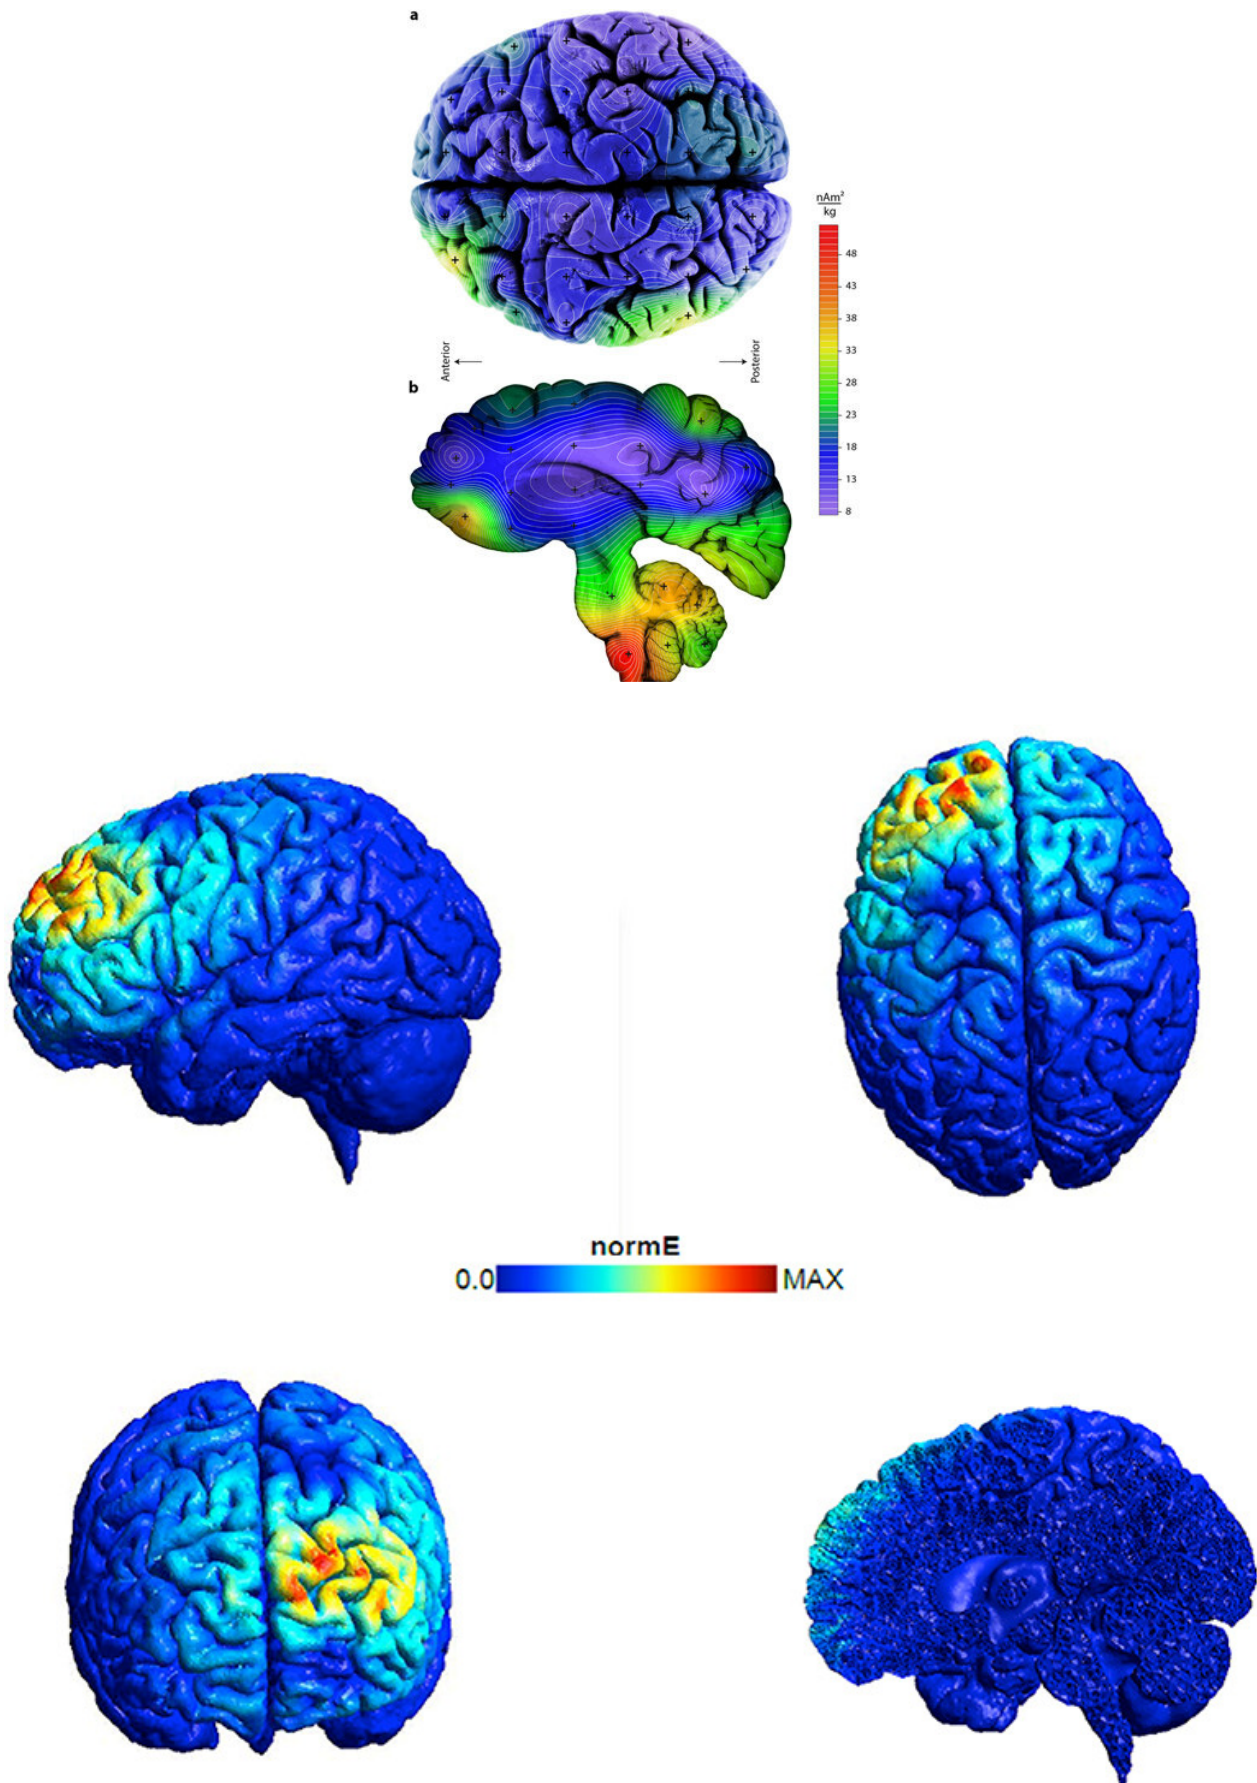 a
nAm²
kg
48
43
38
33
28
23
18
13
8
Anterior
Posterior
b
normE
0.0
MAX